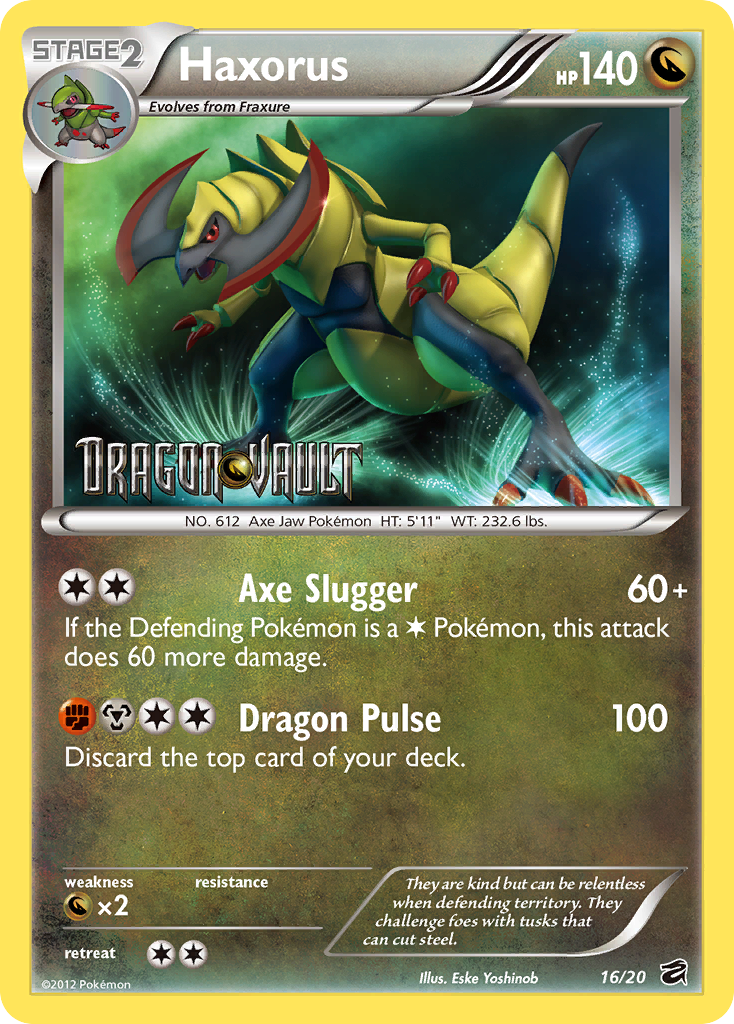 STAGE2
Haxorus
HP140
Evolves from Fraxure
DRAGON VAULT
NO. 612 Axe Jaw Pokémon HT: 5'11" WT: 232.6 lbs.
Axe Slugger 60+
If the Defending Pokémon is a Pokémon, this attack
does 60 more damage.
Dragon Pulse 100
Discard the top card of your deck.
weakness
resistance
×2
retreat
They are kind but can be relentless
when defending territory. They
challenge foes with tusks that
can cut steel.
©2012 Pokémon
Illus. Eske Yoshinob
16/20